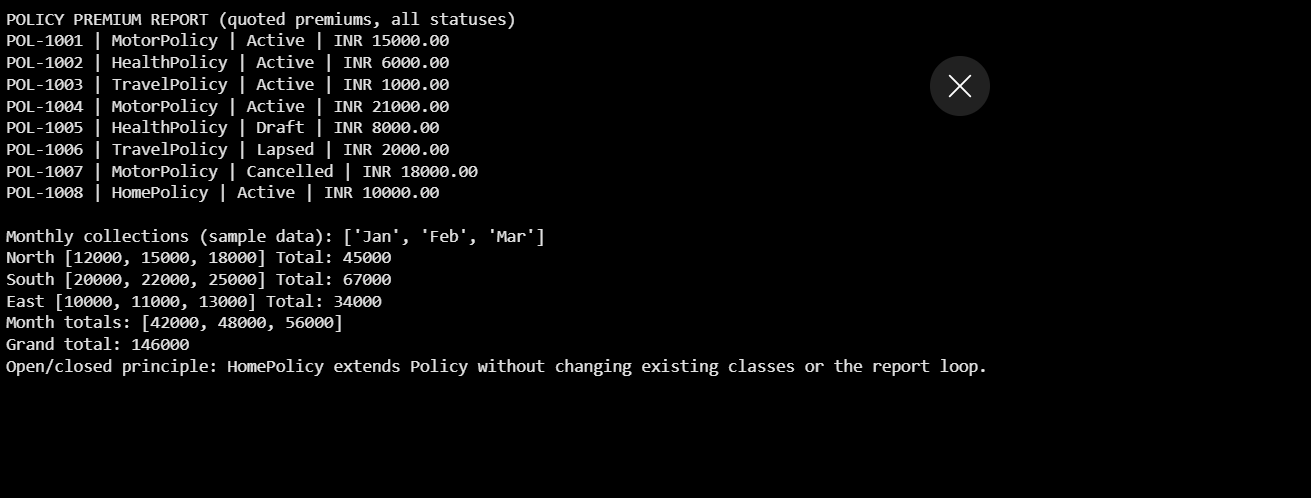 POLICY PREMIUM REPORT (quoted premiums, all statuses)
POL-1001 | MotorPolicy | Active | INR 15000.00
POL-1002 | HealthPolicy | Active | INR 6000.00
POL-1003 | TravelPolicy | Active | INR 1000.00
POL-1004 | MotorPolicy | Active | INR 21000.00
POL-1005 | HealthPolicy | Draft | INR 8000.00
POL-1006 | TravelPolicy | Lapsed | INR 2000.00
POL-1007 | MotorPolicy | Cancelled | INR 18000.00
POL-1008 | HomePolicy | Active | INR 10000.00
Monthly collections (sample data): ['Jan', 'Feb', 'Mar']
North [12000, 15000, 18000] Total: 45000
South [20000, 22000, 25000] Total: 67000
East [10000, 11000, 13000] Total: 34000
Month totals: [42000, 48000, 56000]
Grand total: 146000
Open/closed principle: HomePolicy extends Policy without changing existing classes or the report loop.